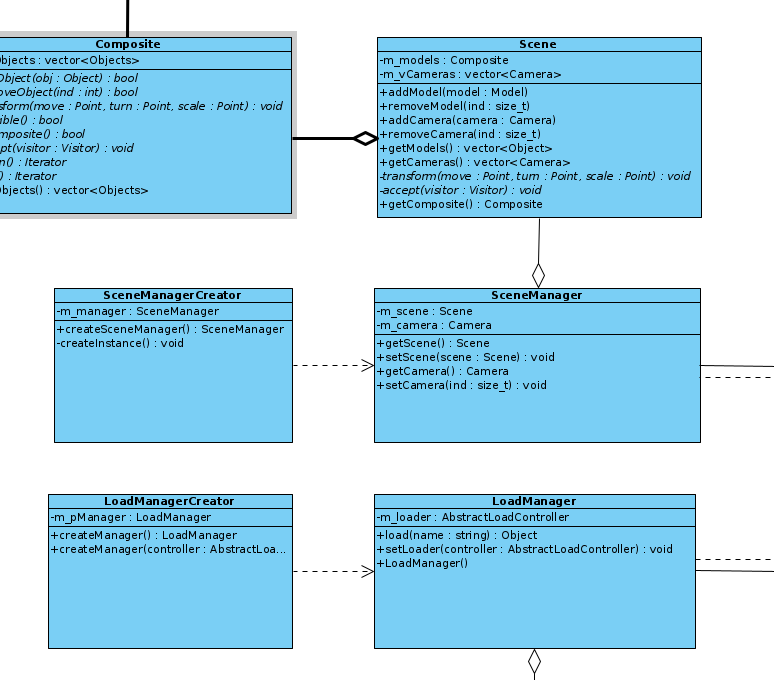 Composite
bjects : vector<Objects>
Object(obj : Object) : bool
oveObject(ind : int) : bool
sform(move : Point, turn : Point, scale : Point) : void
ible() : bool
mposite() : bool
pt(visitor : Visitor) : void
n() : Iterator
) : Iterator
bjects() : vector<Objects>
Scene
-m_models : Composite
-m_vCameras : vector<Camera>
+addModel(model : Model)
+removeModel(ind : size_t)
+addCamera(camera : Camera)
+removeCamera(ind : size_t)
+getModels() : vector<Object>
+getCameras() : vector<Camera>
-transform(move : Point, turn : Point, scale : Point) : void
-accept(visitor : Visitor) : void
+getComposite() : Composite
SceneManagerCreator
-m_manager : SceneManager
+createSceneManager() : SceneManager
-createInstance() : void
SceneManager
-m_scene : Scene
-m_camera : Camera
+getScene() : Scene
+setScene(scene : Scene) : void
+getCamera() : Camera
+setCamera(ind : size_t) : void
LoadManagerCreator
-m_pManager : LoadManager
+createManager() : LoadManager
+createManager(controller : AbstractLoa...
LoadManager
-m_loader : AbstractLoadController
+load(name : string) : Object
+setLoader(controller : AbstractLoadController) : void
+LoadManager()